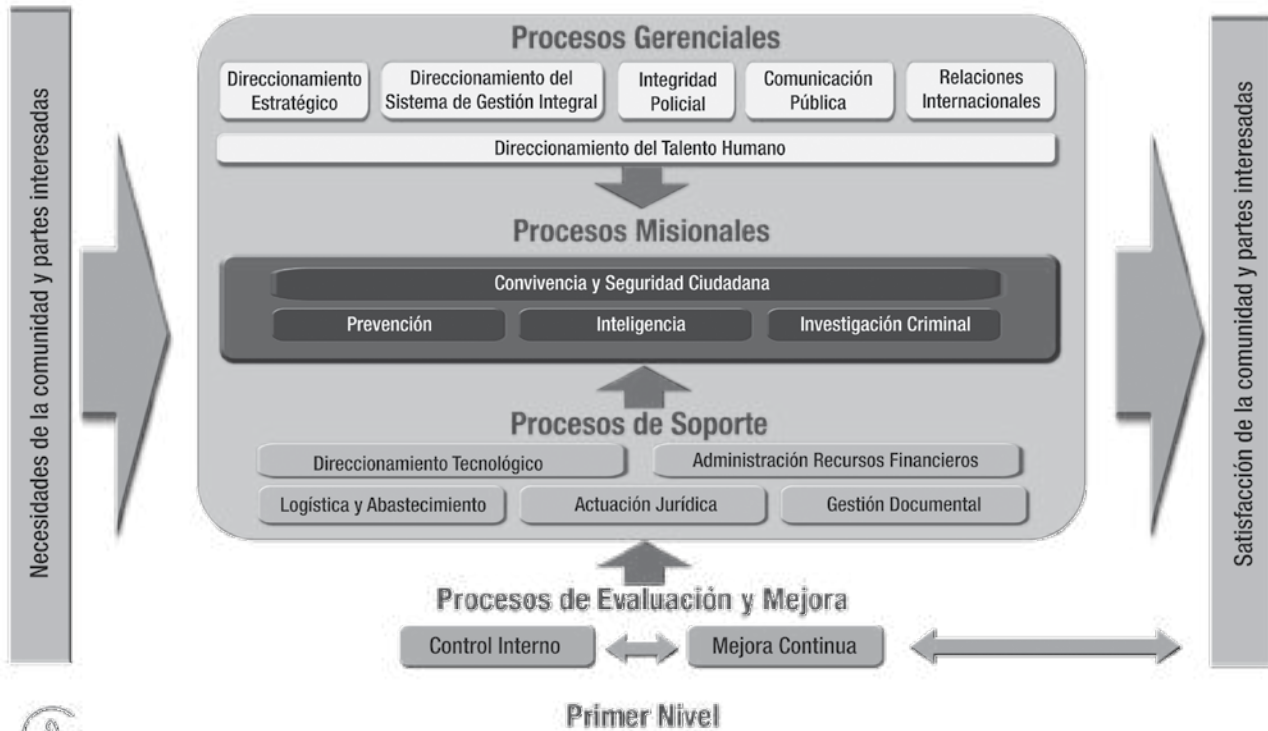 Necesidades de la comunidad y partes interesadas
Procesos Gerenciales
Direccionamiento
Estratégico
Direccionamiento del
Sistema de Gestión Integral
Integridad
Policial
Comunicación
Pública
Relaciones
Internacionales
Direccionamiento del Talento Humano
Procesos Misionales
Convivencia y Seguridad Ciudadana
Prevención
Inteligencia
Investigación Criminal
Procesos de Soporte
Direccionamiento Tecnológico
Administración Recursos Financieros
Logística y Abastecimiento
Actuación Jurídica
Gestión Documental
Procesos de Evaluación y Mejora
Control Interno
Mejora Continua
Primer Nivel
Satisfacción de la comunidad y partes interesadas